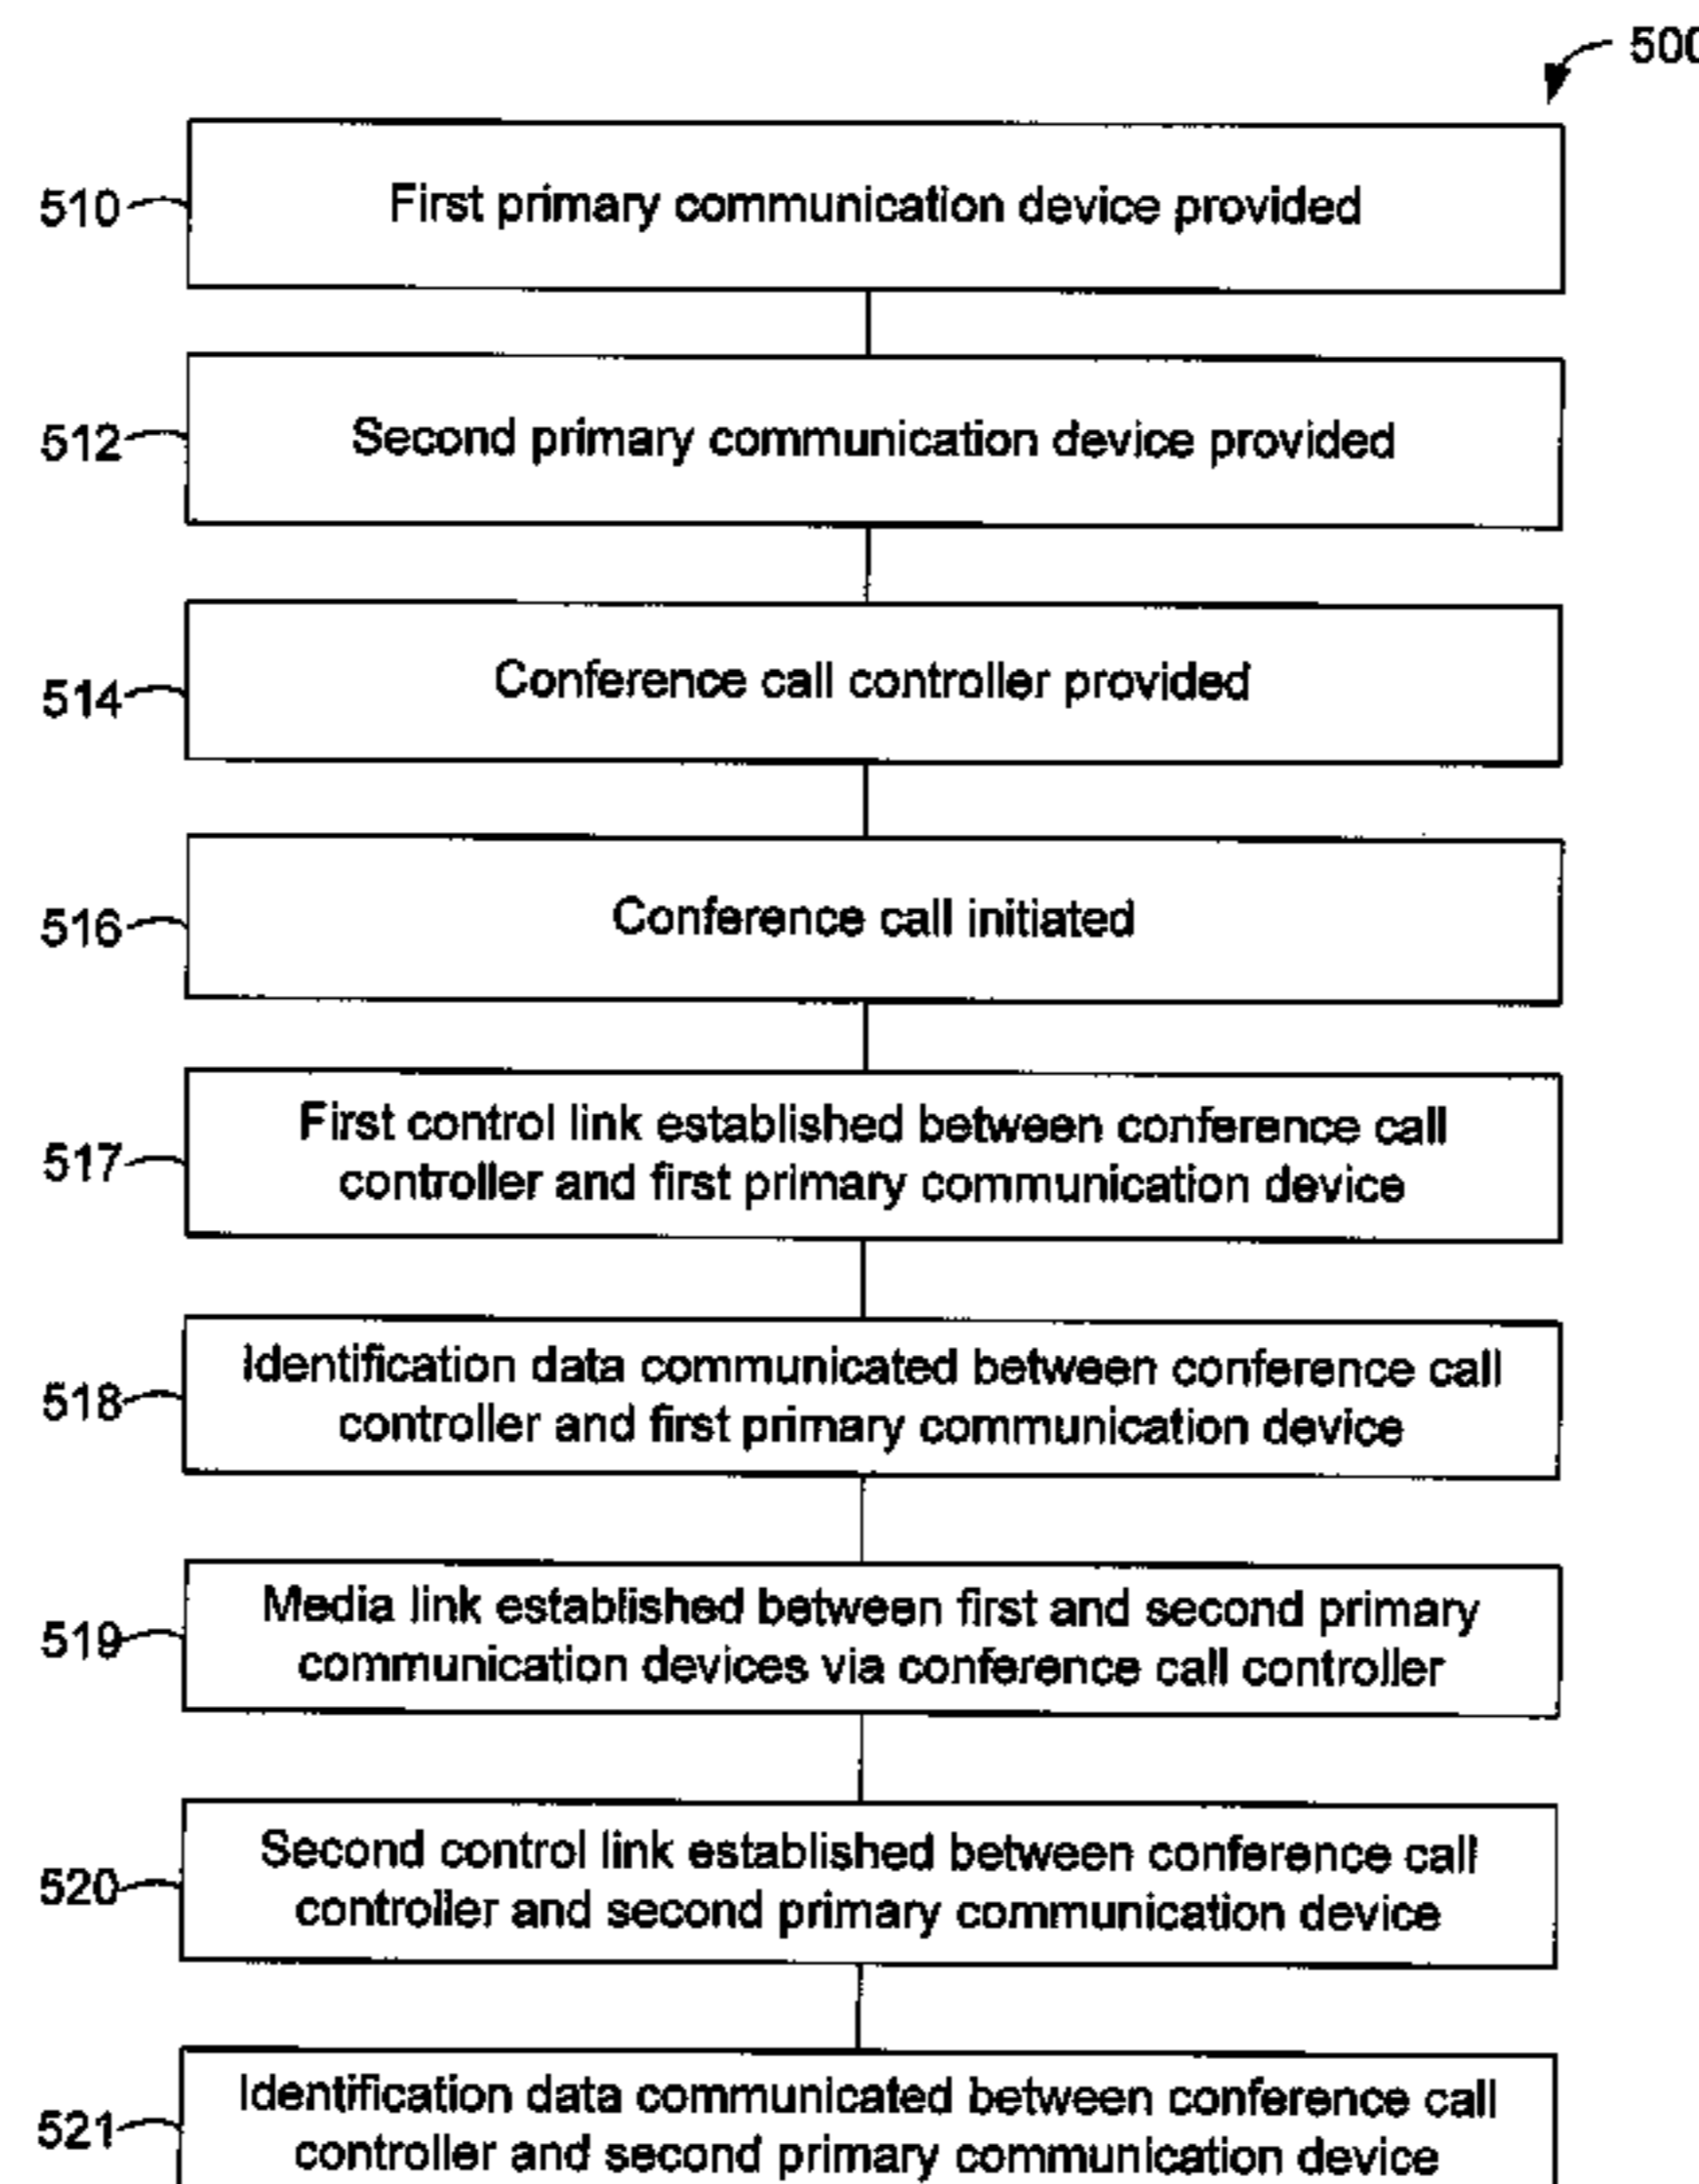 500
510
First primary communication device provided
512
Second primary communication device provided
514
Conference call controller provided
516
Conference call initiated
517
First control link established between conference call
controller and first primary communication device
518
Identification data communicated between conference call
controller and first primary communication device
519
Media link established between first and second primary
communication devices via conference call controller
520
Second control link established between conference call
controller and second primary communication device
521
Identification data communicated between conference call
controller and second primary communication device